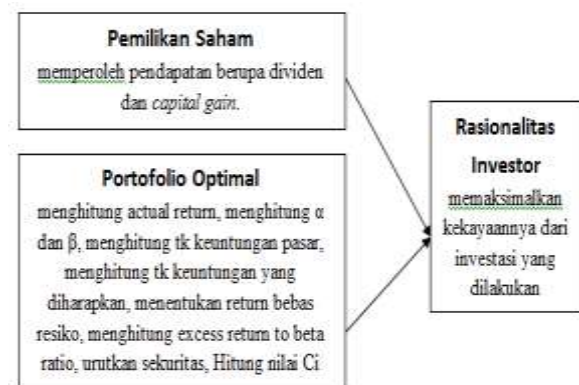 Pemilikan Saham
memperoleh pendapatan berupa dividen
dan capital gain.
Portofolio Optimal
menghitung actual return, menghitung α
dan β, menghitung tk keuntungan pasar,
menghitung tk keuntungan yang
diharapkan, menentukan return bebas
resiko, menghitung excess return to beta
ratio, urutkan sekuritas, Hitung nilai Ci
Rasionalitas
Investor
memaksimalkan
kekayaannya dari
investasi yang
dilakukan